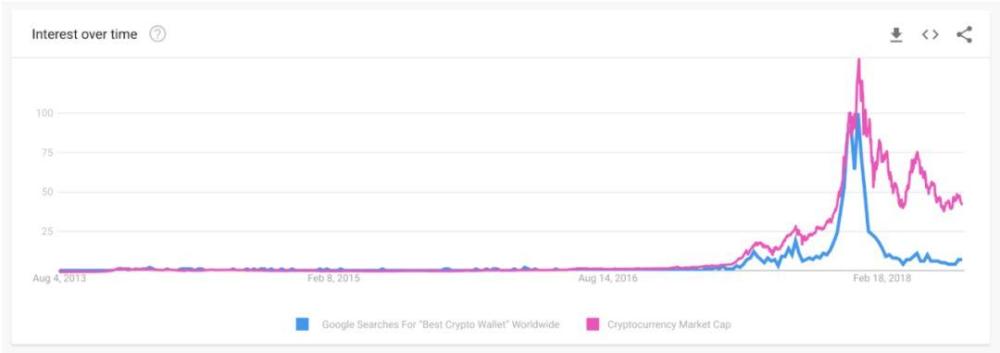 Interest over time
100
75
50
25
Aug 4, 2013 Feb 8, 2015 Aug 14, 2016 Feb 18, 2018
Google Searches For "Best Crypto Wallet" Worldwide Cryptocurrency Market Cap